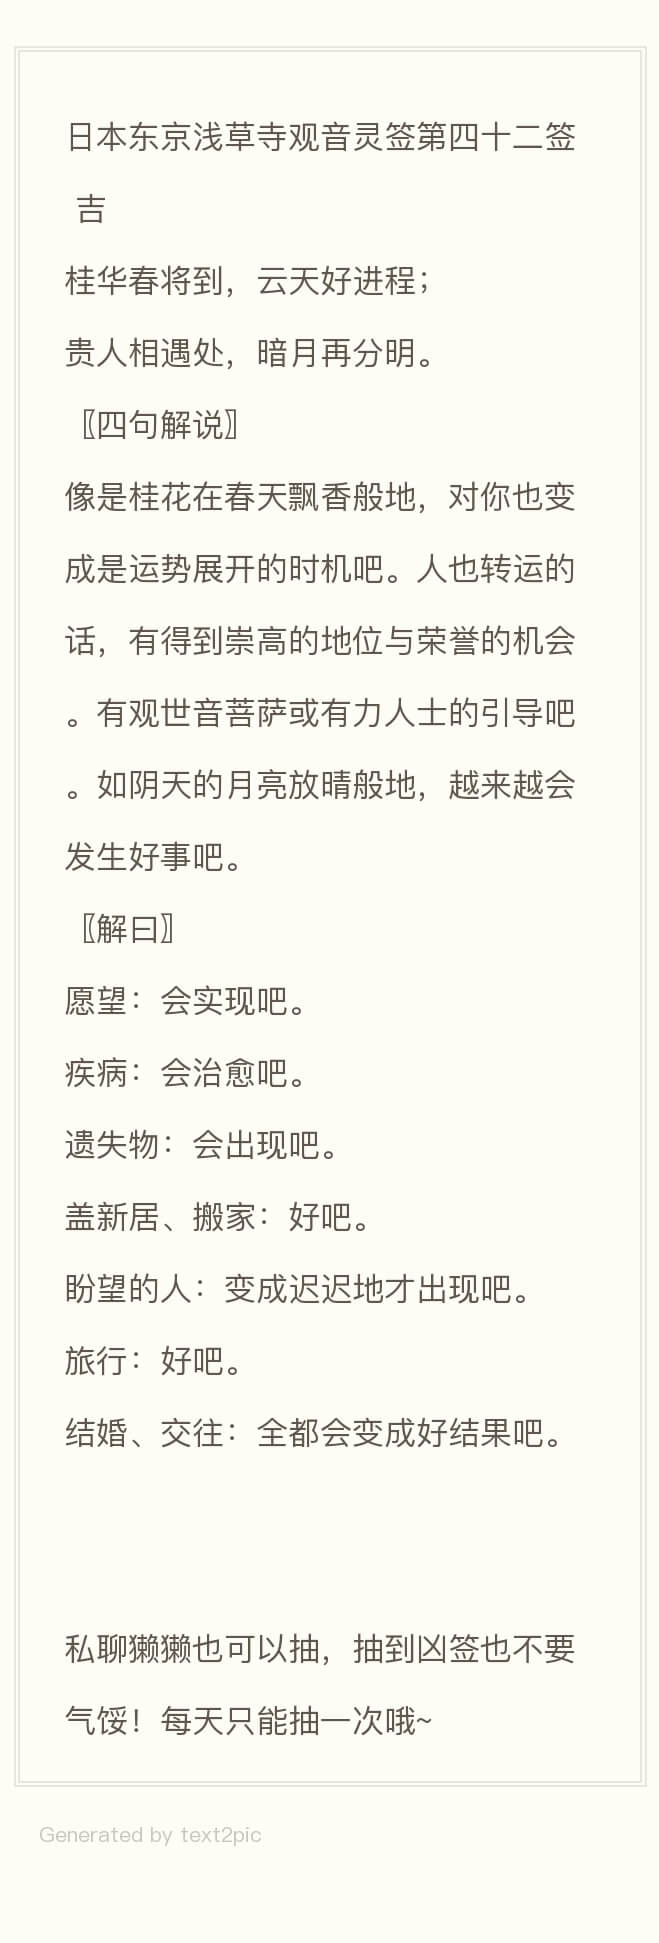 日本东京浅草寺观音灵签第四十二签
吉
桂华春将到，云天好进程；
贵人相遇处，暗月再分明。
〖四句解说〗
像是桂花在春天飘香般地，对你也变
成是运势展开的时机吧。人也转运的
话，有得到崇高的地位与荣誉的机会
。有观世音菩萨或有力人士的引导吧
。如阴天的月亮放晴般地，越来越会
发生好事吧。
〖解曰〗
愿望：会实现吧。
疾病：会治愈吧。
遗失物：会出现吧。
盖新居、搬家：好吧。
盼望的人：变成迟迟地才出现吧。
旅行：好吧。
结婚、交往：全都会变成好结果吧。
私聊獭獭也可以抽，抽到凶签也不要
气馁！每天只能抽一次哦~
Generated by text2pic